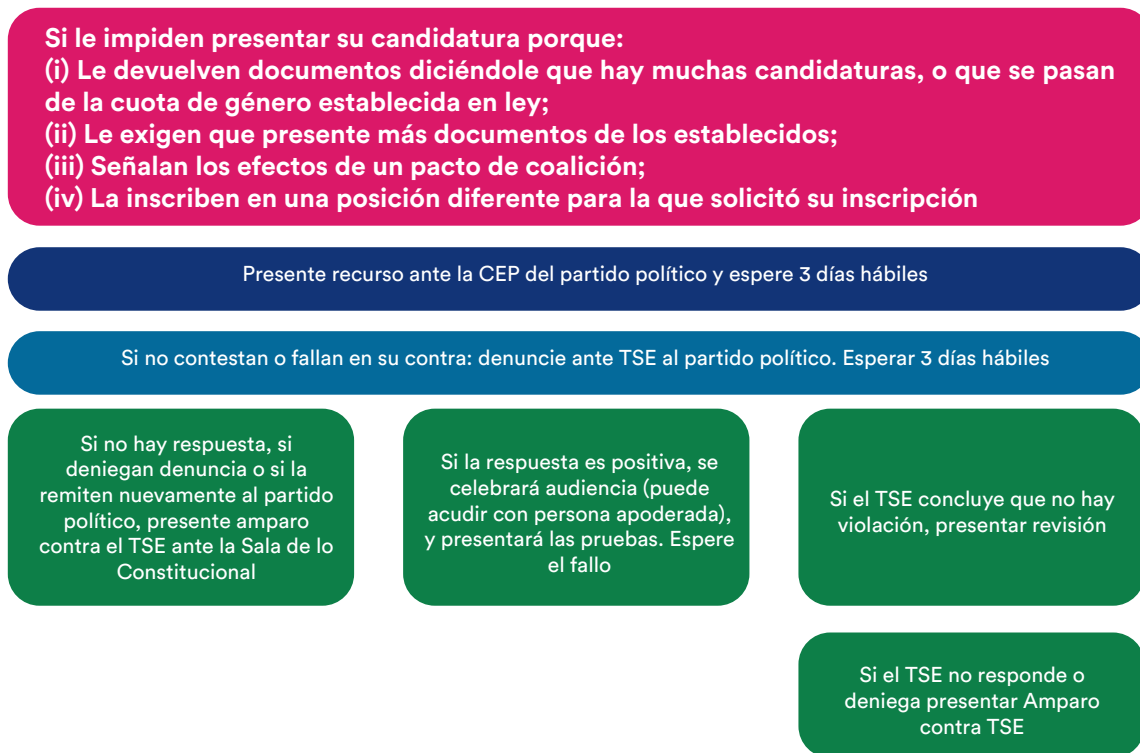 Si le impiden presentar su candidatura porque:
(i) Le devuelven documentos diciéndole que hay muchas candidaturas, o que se pasan
de la cuota de género establecida en ley;
(ii) Le exigen que presente más documentos de los establecidos;
(iii) Señalan los efectos de un pacto de coalición;
(iv) La inscriben en una posición diferente para la que solicitó su inscripción
Presente recurso ante la CEP del partido político y espere 3 días hábiles
Si no contestan o fallan en su contra: denuncie ante TSE al partido político. Esperar 3 días hábiles
Si no hay respuesta, si
deniegan denuncia o si la
remiten nuevamente al partido
político, presente amparo
contra el TSE ante la Sala de lo
Constitucional
Si la respuesta es positiva, se
celebrará audiencia (puede
acudir con persona apoderada),
y presentará las pruebas. Espere
el fallo
Si el TSE concluye que no hay
violación, presentar revisión
Si el TSE no responde o
deniega presentar Amparo
contra TSE